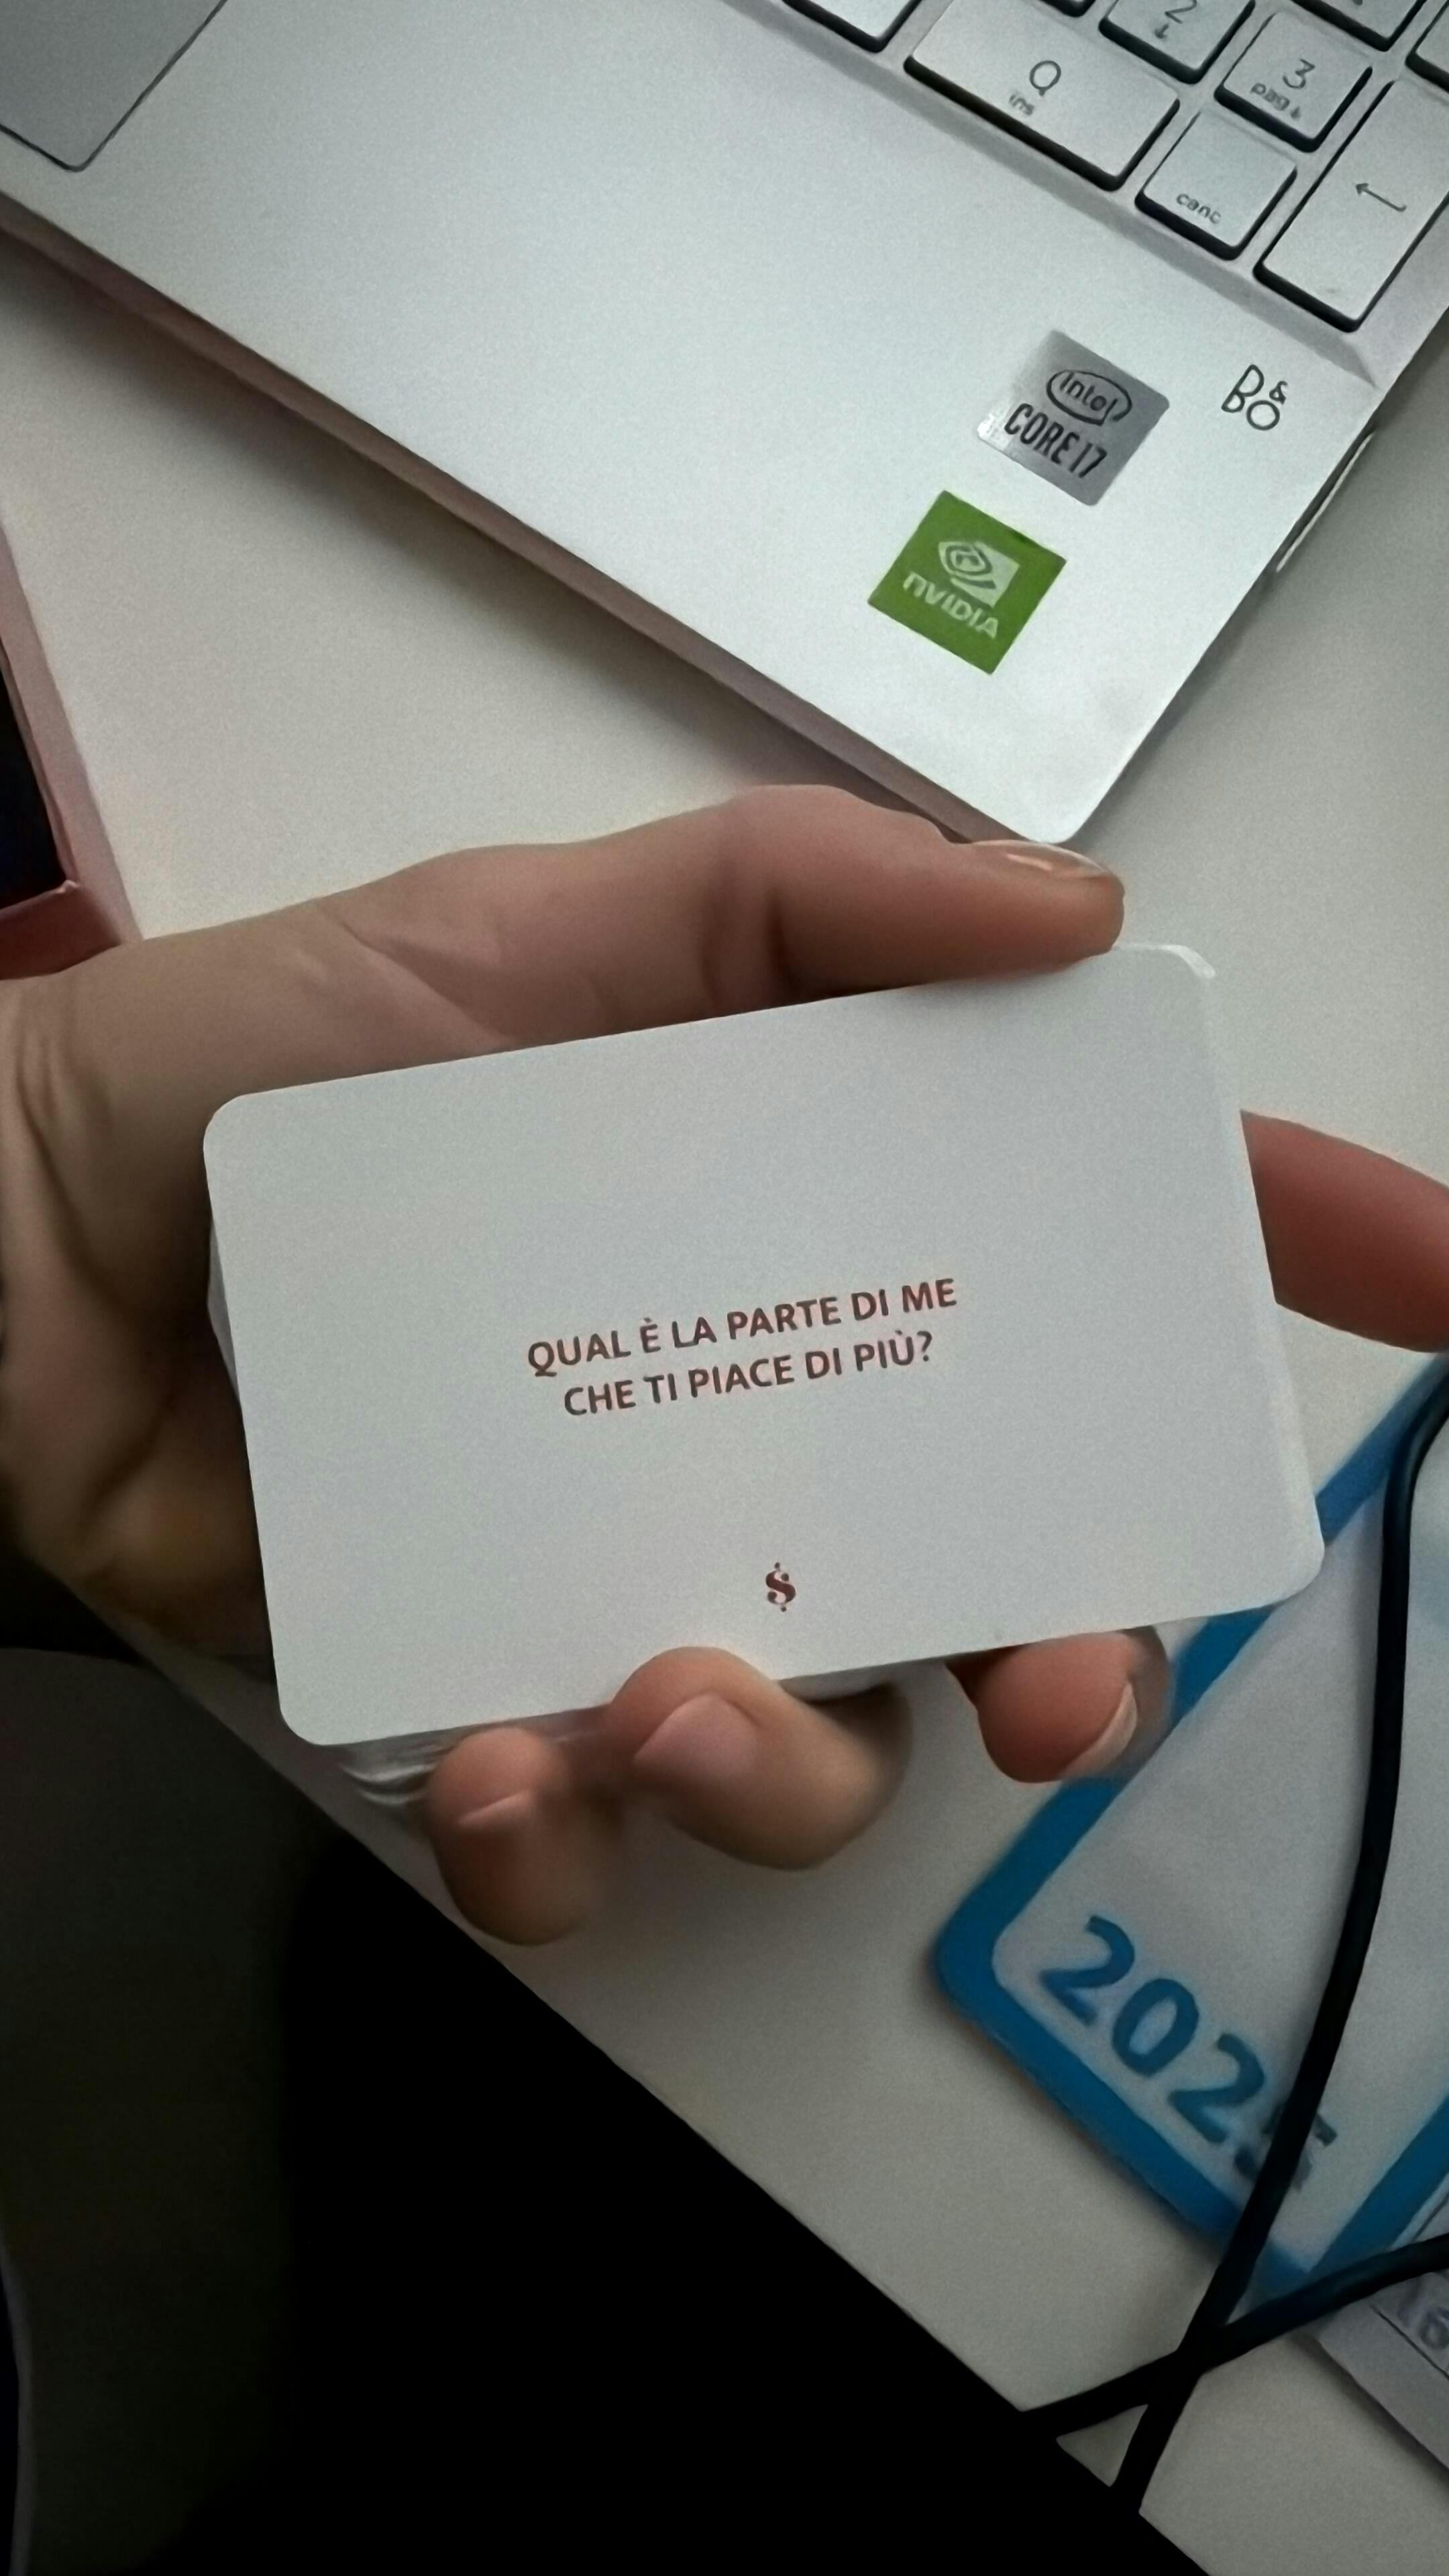 2
↓
Q
ins
3
pag ↓
canc
←
intel
CORE i7
B&O
NVIDIA
QUAL È LA PARTE DI ME
CHE TI PIACE DI PIÙ?
$
2025